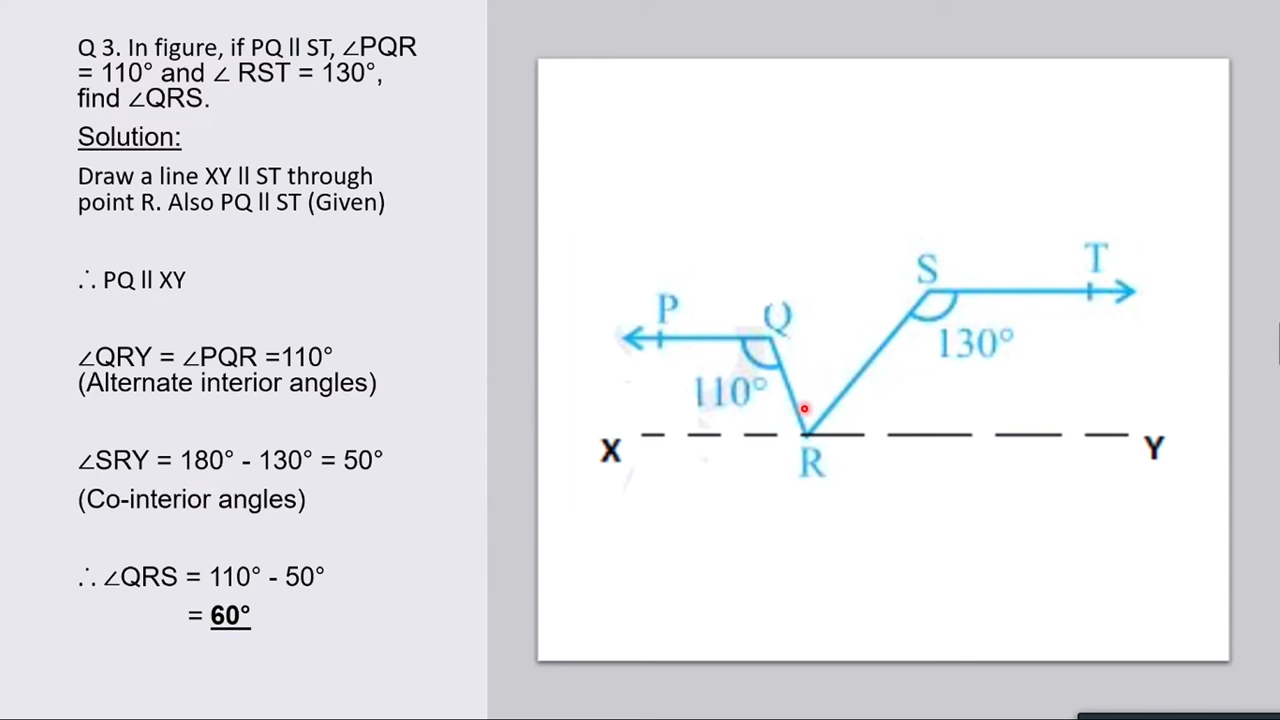 Q 3. In figure, if PQ ll ST, ∠PQR
= 110° and ∠ RST = 130°,
find ∠QRS.
Solution:
Draw a line XY ll ST through
point R. Also PQ ll ST (Given)
∴ PQ ll XY
∠QRY = ∠PQR =110°
(Alternate interior angles)
∠SRY = 180° - 130° = 50°
(Co-interior angles)
∴ ∠QRS = 110° - 50°
= 60°
S
T
P
Q
130°
110°
X
R
Y